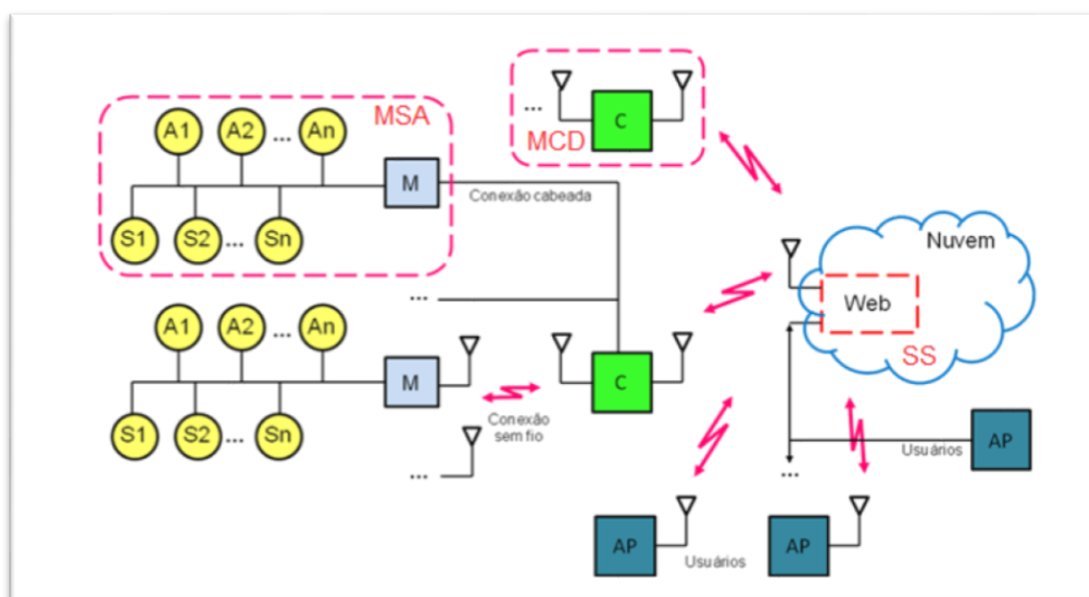 MSA
A1 A2 ... An
M
S1 S2 ... Sn
Conexão cabeada
... C
MCD
Nuvem
Web
SS
...
A1 A2 ... An
M
S1 S2 ... Sn
Conexão
sem fio
...
C
Usuários
AP
...
AP
Usuários
AP